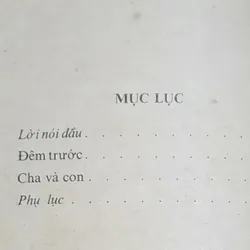 MỤC LỤC
Lời nói đầu . . . . . . . .
Đêm trước . . . . . . . .
Cha và con . . . . . . . .
Phụ lục . . . . . . . .